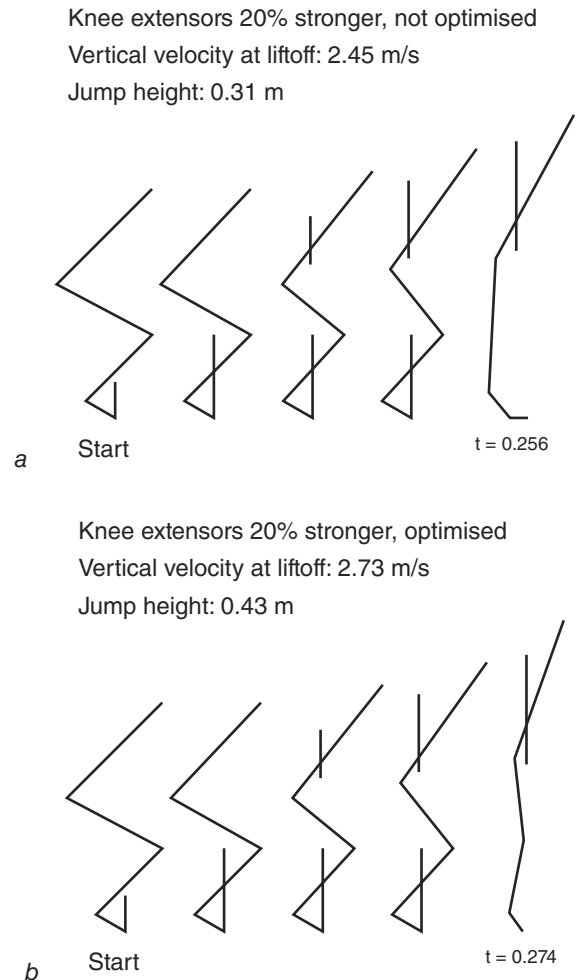 Knee extensors 20% stronger, not optimised
Vertical velocity at liftoff: 2.45 m/s
Jump height: 0.31 m
a
Start
t = 0.256
Knee extensors 20% stronger, optimised
Vertical velocity at liftoff: 2.73 m/s
Jump height: 0.43 m
b
Start
t = 0.274